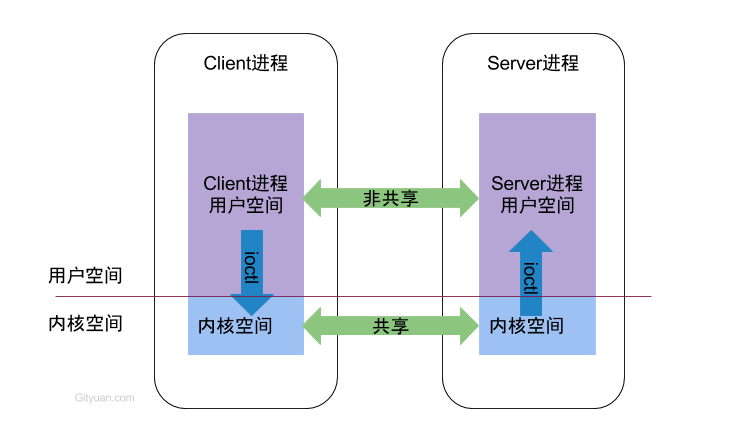 Client进程
Server进程
Client进程
用户空间
非共享
Server进程
用户空间
ioctl
ioctl
用户空间
内核空间
内核空间
共享
内核空间
Gityuan.com